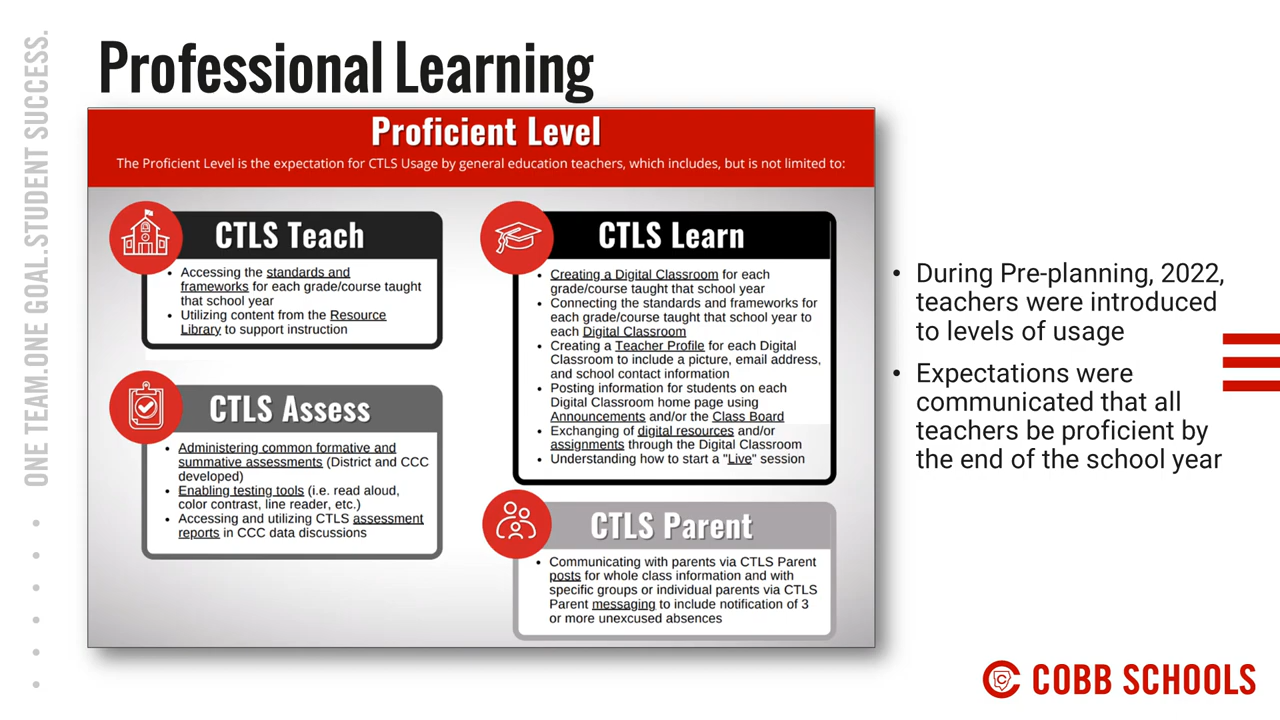 ONE TEAM.ONE GOAL.STUDENT SUCCESS.
Professional Learning
Proficient Level
The Proficient Level is the expectation for CTLS Usage by general education teachers, which includes, but is not limited to:
CTLS Teach
• Accessing the standards and
frameworks for each grade/course taught
that school year
• Utilizing content from the Resource
Library to support instruction
CTLS Assess
• Administering common formative and
summative assessments (District and CCC
developed)
• Enabling testing tools (i.e. read aloud,
color contrast, line reader, etc.)
• Accessing and utilizing CTLS assessment
reports in CCC data discussions
CTLS Learn
• Creating a Digital Classroom for each
grade/course taught that school year
• Connecting the standards and frameworks for
each grade/course taught that school year to
each Digital Classroom
• Creating a Teacher Profile for each Digital
Classroom to include a picture, email address,
and school contact information
• Posting information for students on each
Digital Classroom home page using
Announcements and/or the Class Board
• Exchanging of digital resources and/or
assignments through the Digital Classroom
• Understanding how to start a "Live" session
CTLS Parent
• Communicating with parents via CTLS Parent
posts for whole class information and with
specific groups or individual parents via CTLS
Parent messaging to include notification of 3
or more unexcused absences
• During Pre-planning, 2022,
teachers were introduced
to levels of usage
• Expectations were
communicated that all
teachers be proficient by
the end of the school year
COBB SCHOOLS